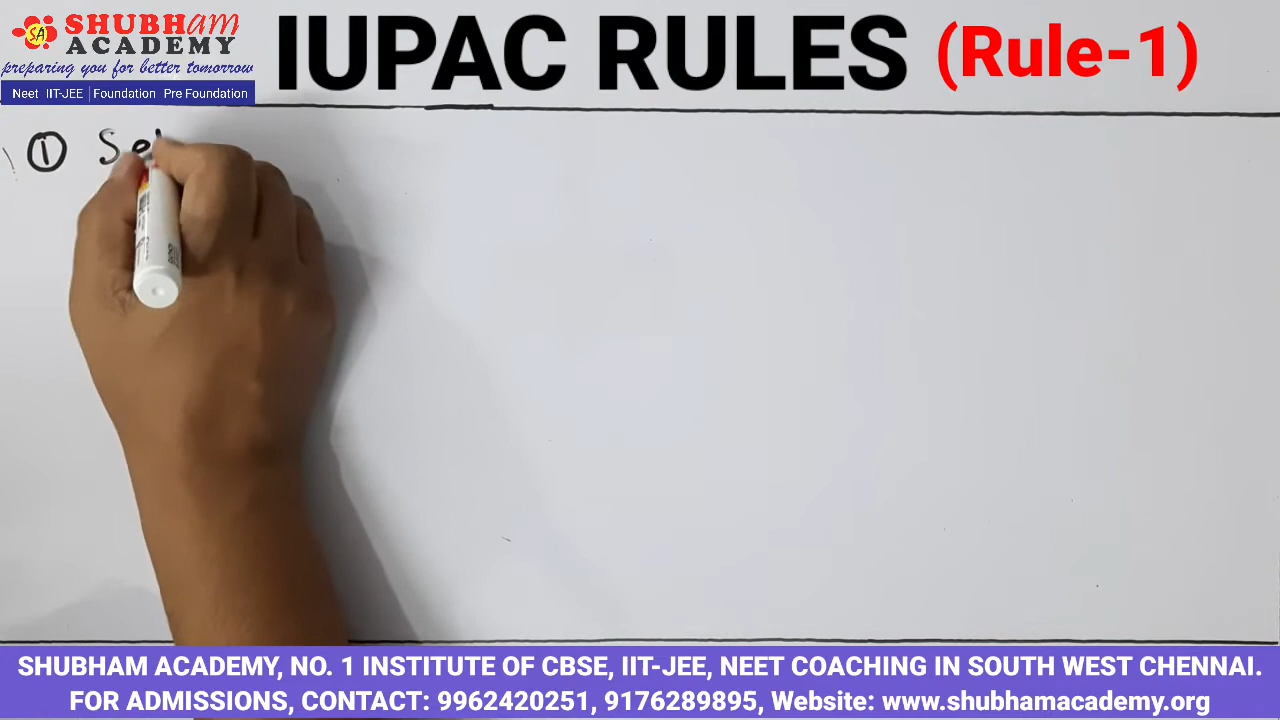 SHUBHAM
ACADEMY
preparing you for better tomorrow
Neet IIT-JEE Foundation Pre Foundation
IUPAC RULES (Rule-1)
① Sel
SHUBHAM ACADEMY, NO. 1 INSTITUTE OF CBSE, IIT-JEE, NEET COACHING IN SOUTH WEST CHENNAI.
FOR ADMISSIONS, CONTACT: 9962420251, 9176289895, Website: www.shubhamacademy.org